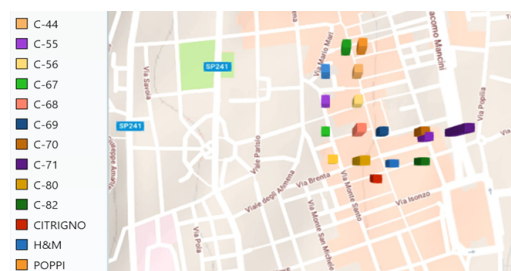 C-44
C-55
C-56
C-67
C-68
C-69
C-70
C-71
C-80
C-82
CITRIGNO
H&M
POPPI
SP241
SP241
Via Savoia
Via Mario Mari
Giacomo Mancini
Via Popilia
Via Parisio
Via Brenta
Viale degli Alimena
Via Monte Santo
Via Isonzo
Via Monte San Michele
Via Pola